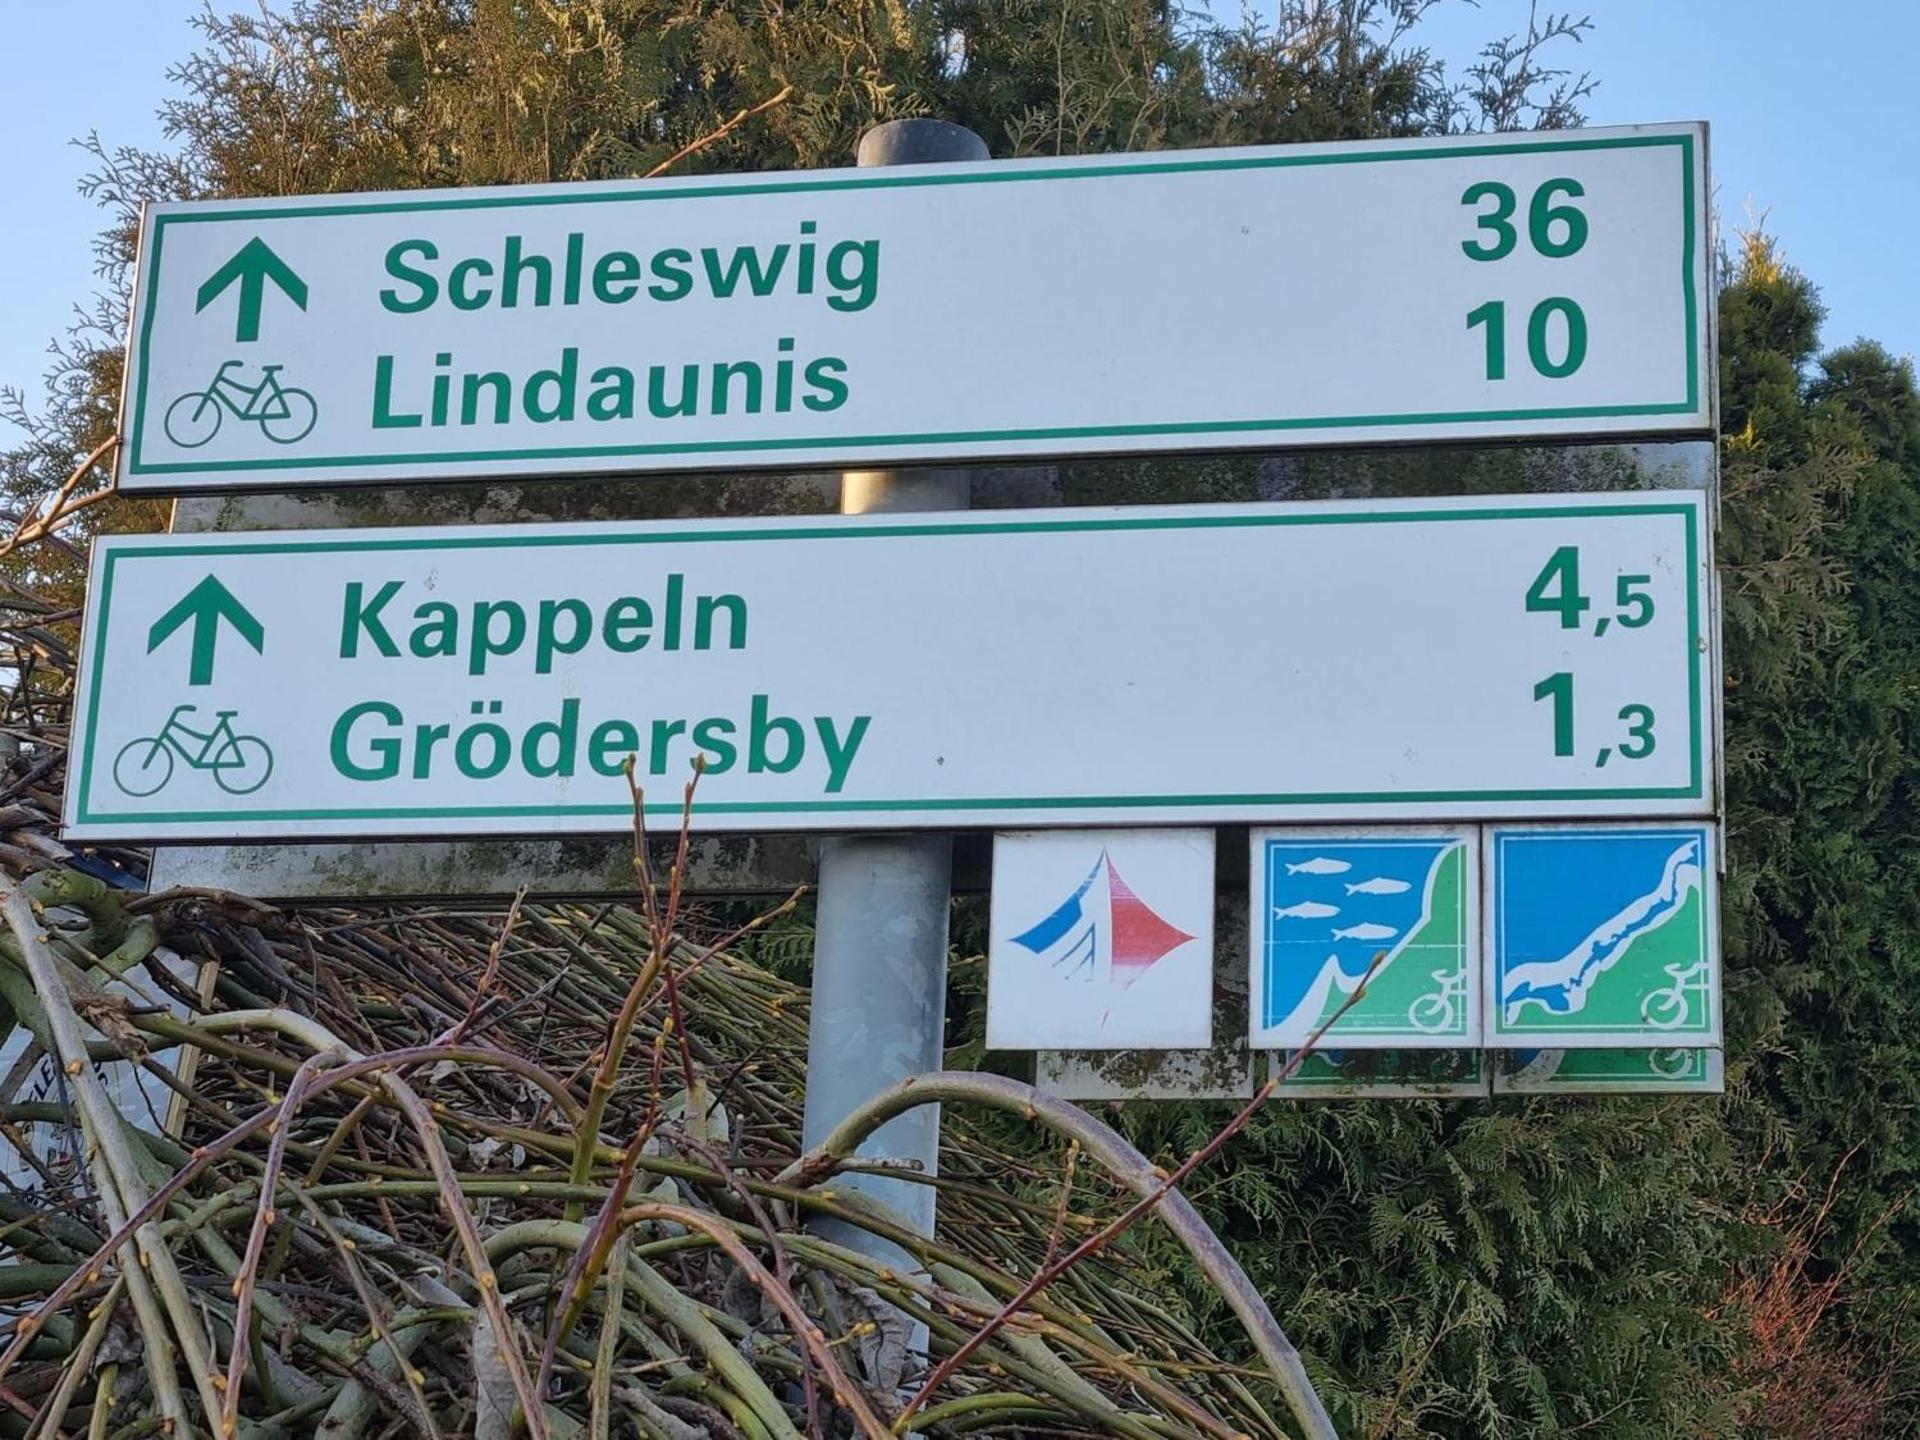 Schleswig 36
Lindaunis 10
Kappeln 4,5
Grödersby 1,3